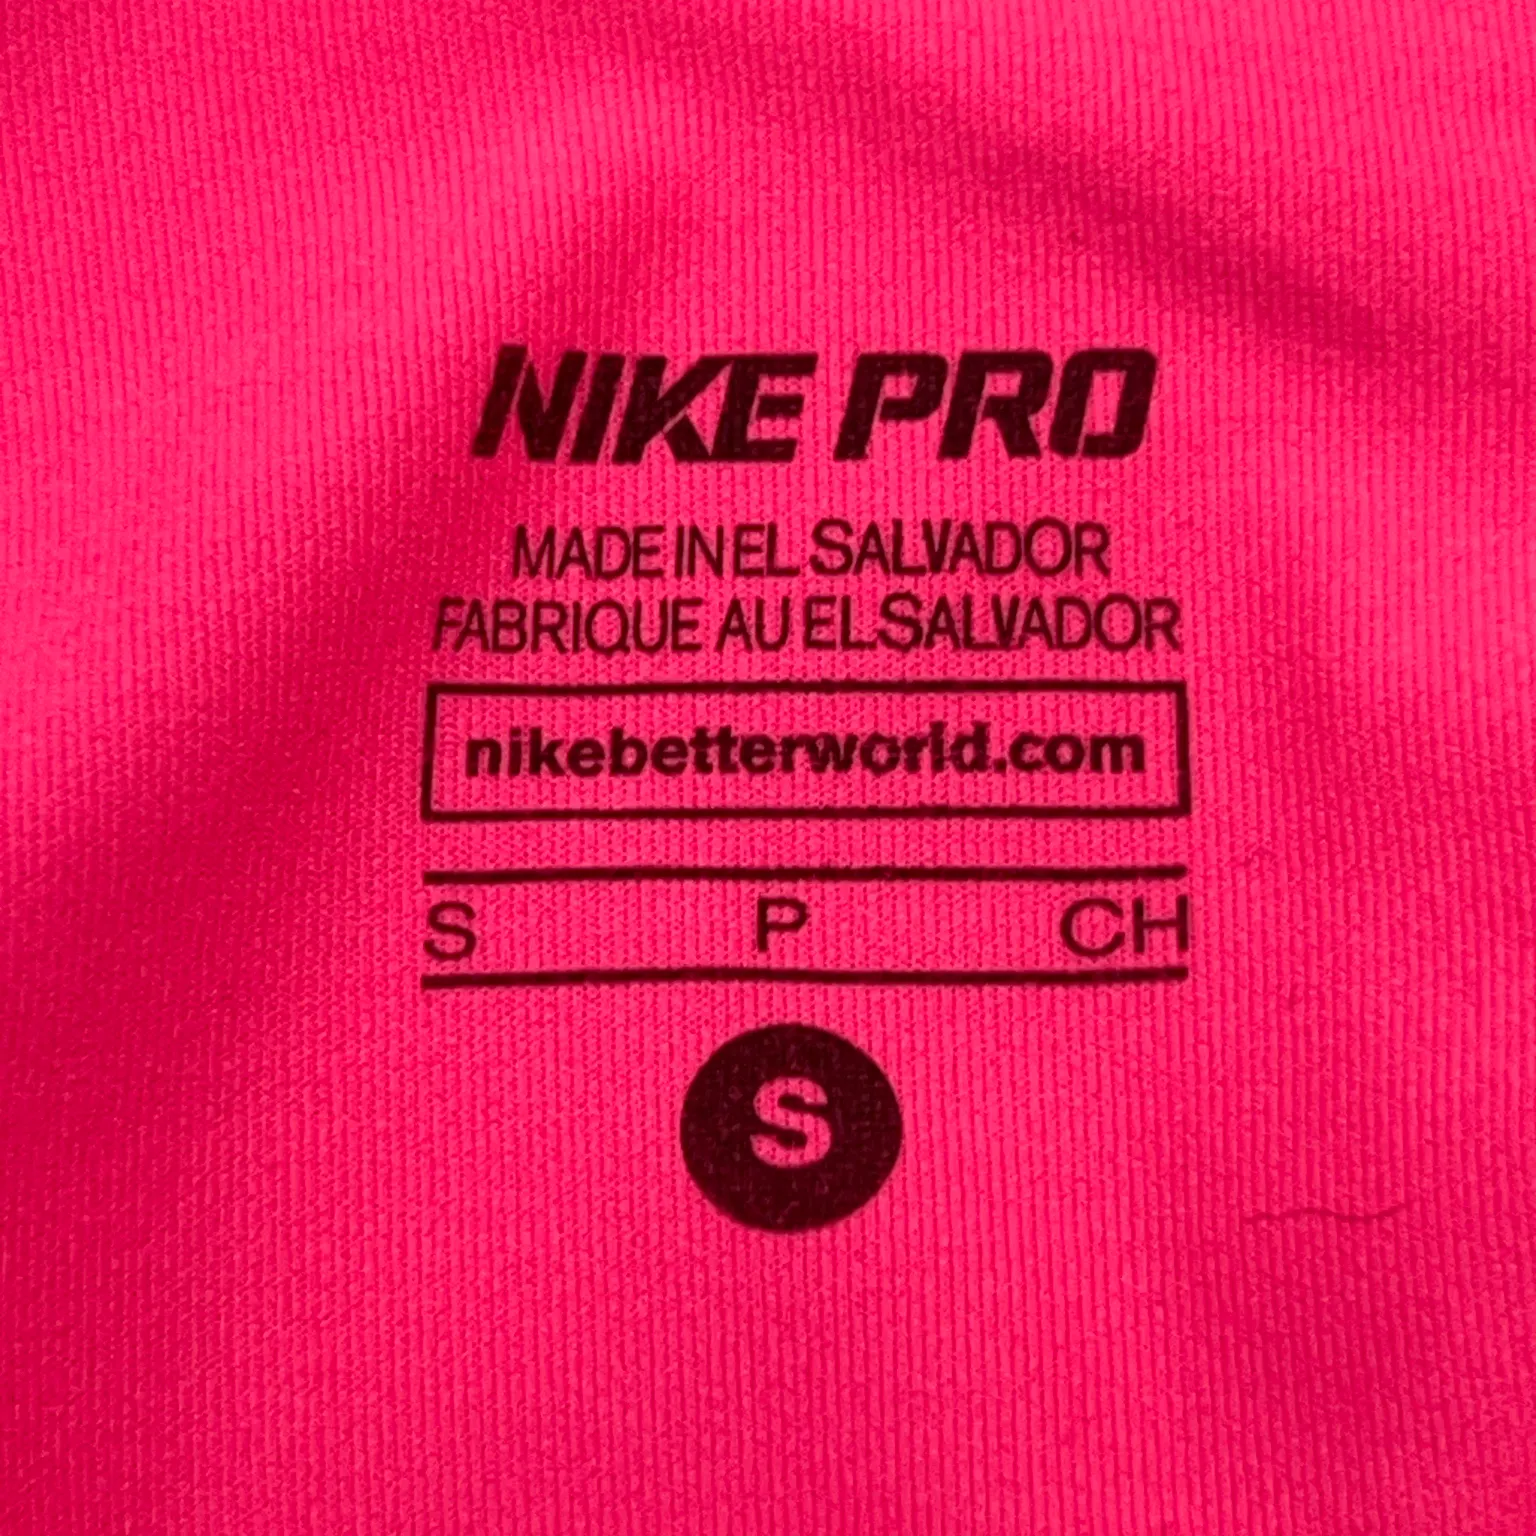 NIKE PRO
MADE IN EL SALVADOR
FABRIQUE AU EL SALVADOR
nikebetterworld.com
S P CH
S